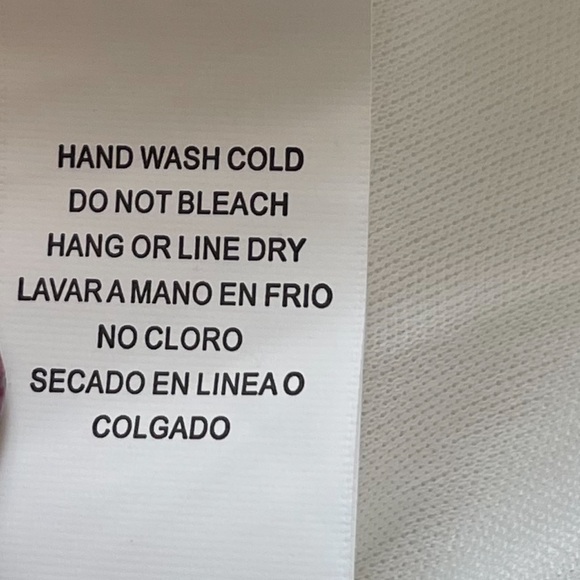 HAND WASH COLD
DO NOT BLEACH
HANG OR LINE DRY
LAVAR A MANO EN FRIO
NO CLORO
SECADO EN LINEA O
COLGADO